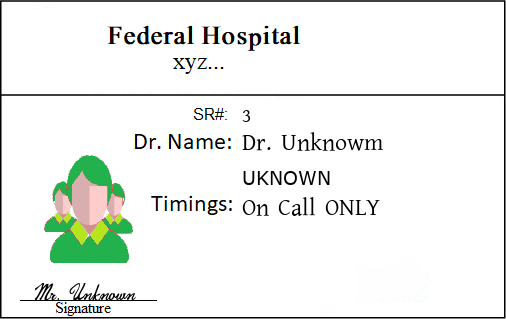 Federal Hospital
xyz...
SR#: 3
Dr. Name: Dr. Unknowm
UKNOWN
Timings: On Call ONLY
Mr. Unknown
Signature